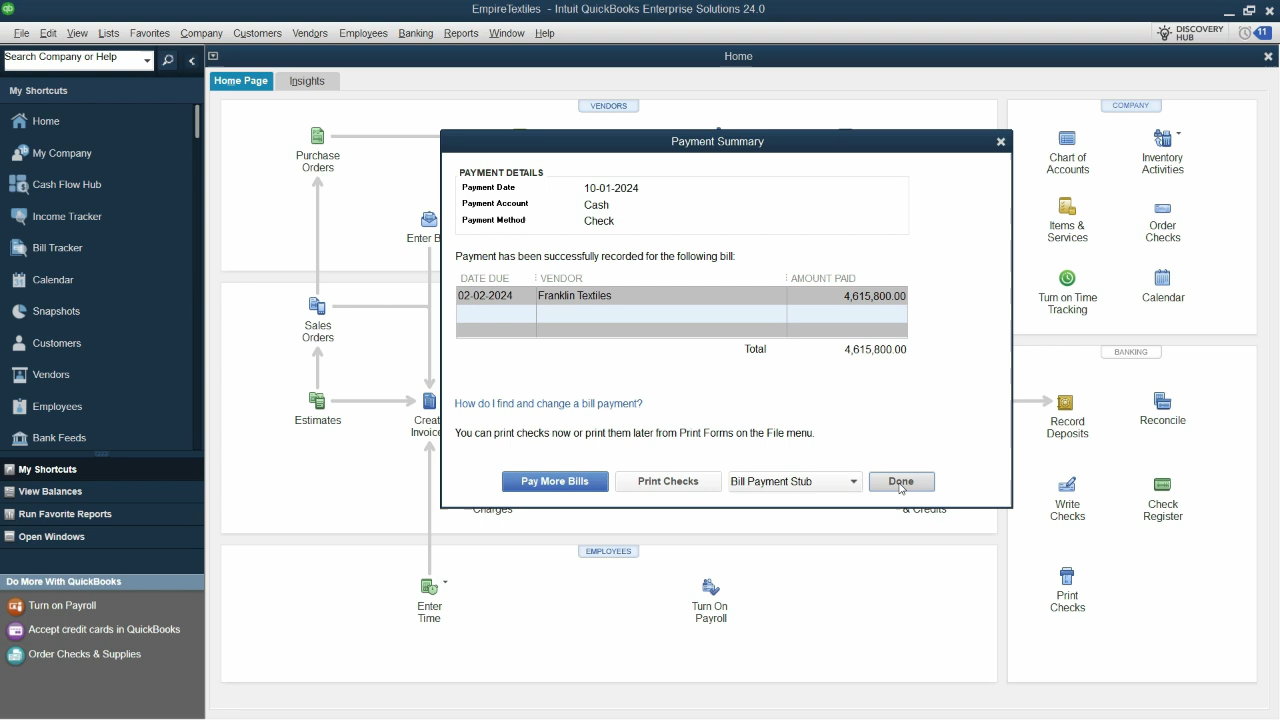 EmpireTextiles - Intuit QuickBooks Enterprise Solutions 24.0
File Edit View Lists Favorites Company Customers Vendors Employees Banking Reports Window Help
DISCOVERY
HUB
11
Search Company or Help
Home
Home Page
Insights
My Shortcuts
Home
My Company
Cash Flow Hub
Income Tracker
Bill Tracker
Calendar
Snapshots
Customers
Vendors
Employees
Bank Feeds
My Shortcuts
View Balances
Run Favorite Reports
Open Windows
Do More With QuickBooks
Turn on Payroll
Accept credit cards in QuickBooks
Order Checks & Supplies
VENDORS
Purchase
Orders
Enter B
Sales
Orders
Estimates
Creat
Invoice
Charges
& Credits
EMPLOYEES
Enter
Time
Turn On
Payroll
Payment Summary
PAYMENT DETAILS
Payment Date 10-01-2024
Payment Account Cash
Payment Method Check
Payment has been successfully recorded for the following bill:
DATE DUE VENDOR AMOUNT PAID
02-02-2024 Franklin Textiles 4,615,800.00
Total 4,615,800.00
How do I find and change a bill payment?
You can print checks now or print them later from Print Forms on the File menu.
Pay More Bills Print Checks Bill Payment Stub Done
COMPANY
Chart of
Accounts
Inventory
Activities
Items &
Services
Order
Checks
Turn on Time
Tracking
Calendar
BANKING
Record
Deposits
Reconcile
Write
Checks
Check
Register
Print
Checks